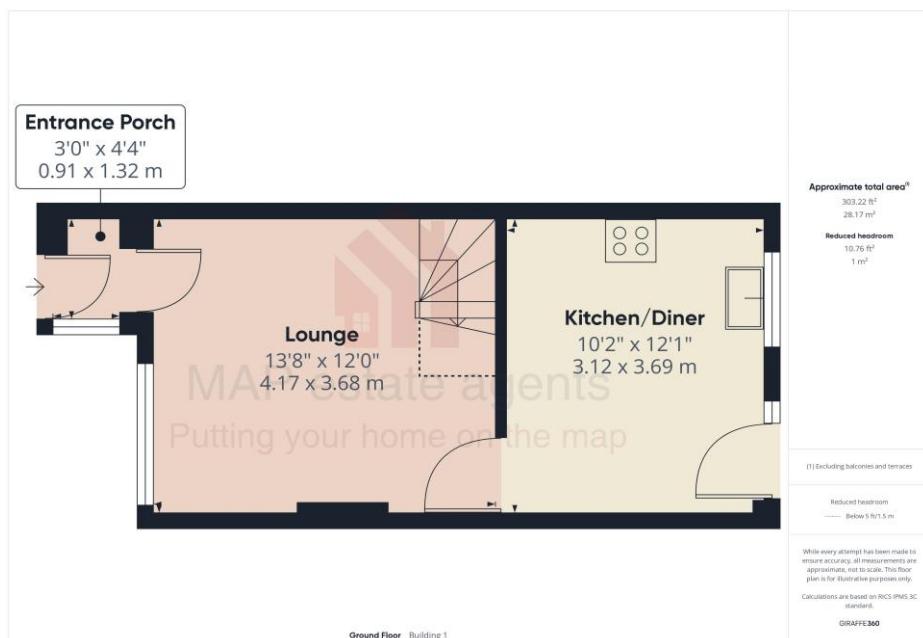 Entrance Porch
3'0" x 4'4"
0.91 x 1.32 m
Lounge
13'8" x 12'0"
4.17 x 3.68 m
Kitchen/Diner
10'2" x 12'1"
3.12 x 3.69 m
MAP estate agents
Putting your home on the map
Approximate total area(1)
303.22 ft²
28.17 m²
Reduced headroom
10.76 ft²
1 m²
(1) Excluding balconies and terraces
Reduced headroom
Below 5 ft/1.5 m
While every attempt has been made to
ensure accuracy, all measurements are
approximate, not to scale. This floor
plan is for illustrative purposes only.
Calculations are based on RICS IPMS 3C
standard.
GIRAFFE360
Ground Floor Building 1